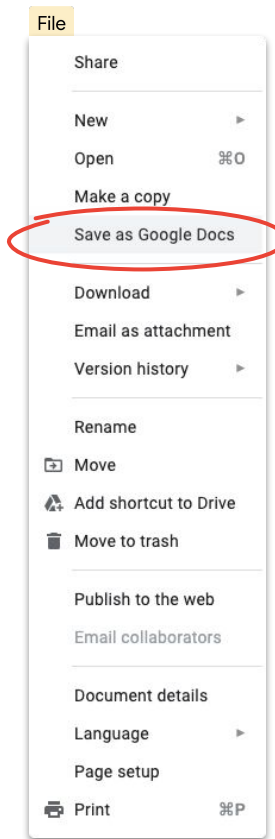 File
Share
New
Open ⌘O
Make a copy
Save as Google Docs
Download
Email as attachment
Version history
Rename
Move
Add shortcut to Drive
Move to trash
Publish to the web
Email collaborators
Document details
Language
Page setup
Print ⌘P